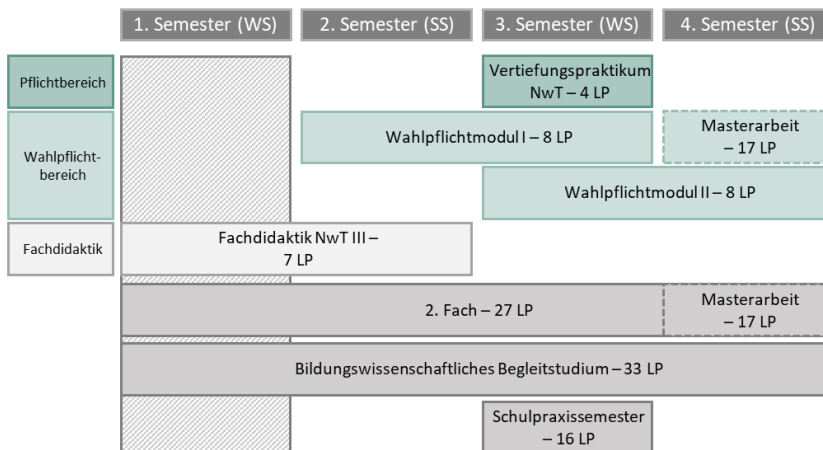 1. Semester (WS)
2. Semester (SS)
3. Semester (WS)
4. Semester (SS)
Pflichtbereich
Vertiefungspraktikum
NwT – 4 LP
Wahlpflicht-
bereich
Wahlpflichtmodul I – 8 LP
Masterarbeit
– 17 LP
Wahlpflichtmodul II – 8 LP
Fachdidaktik
Fachdidaktik NwT III –
7 LP
2. Fach – 27 LP
Masterarbeit
– 17 LP
Bildungswissenschaftliches Begleitstudium – 33 LP
Schulpraxissemester
– 16 LP